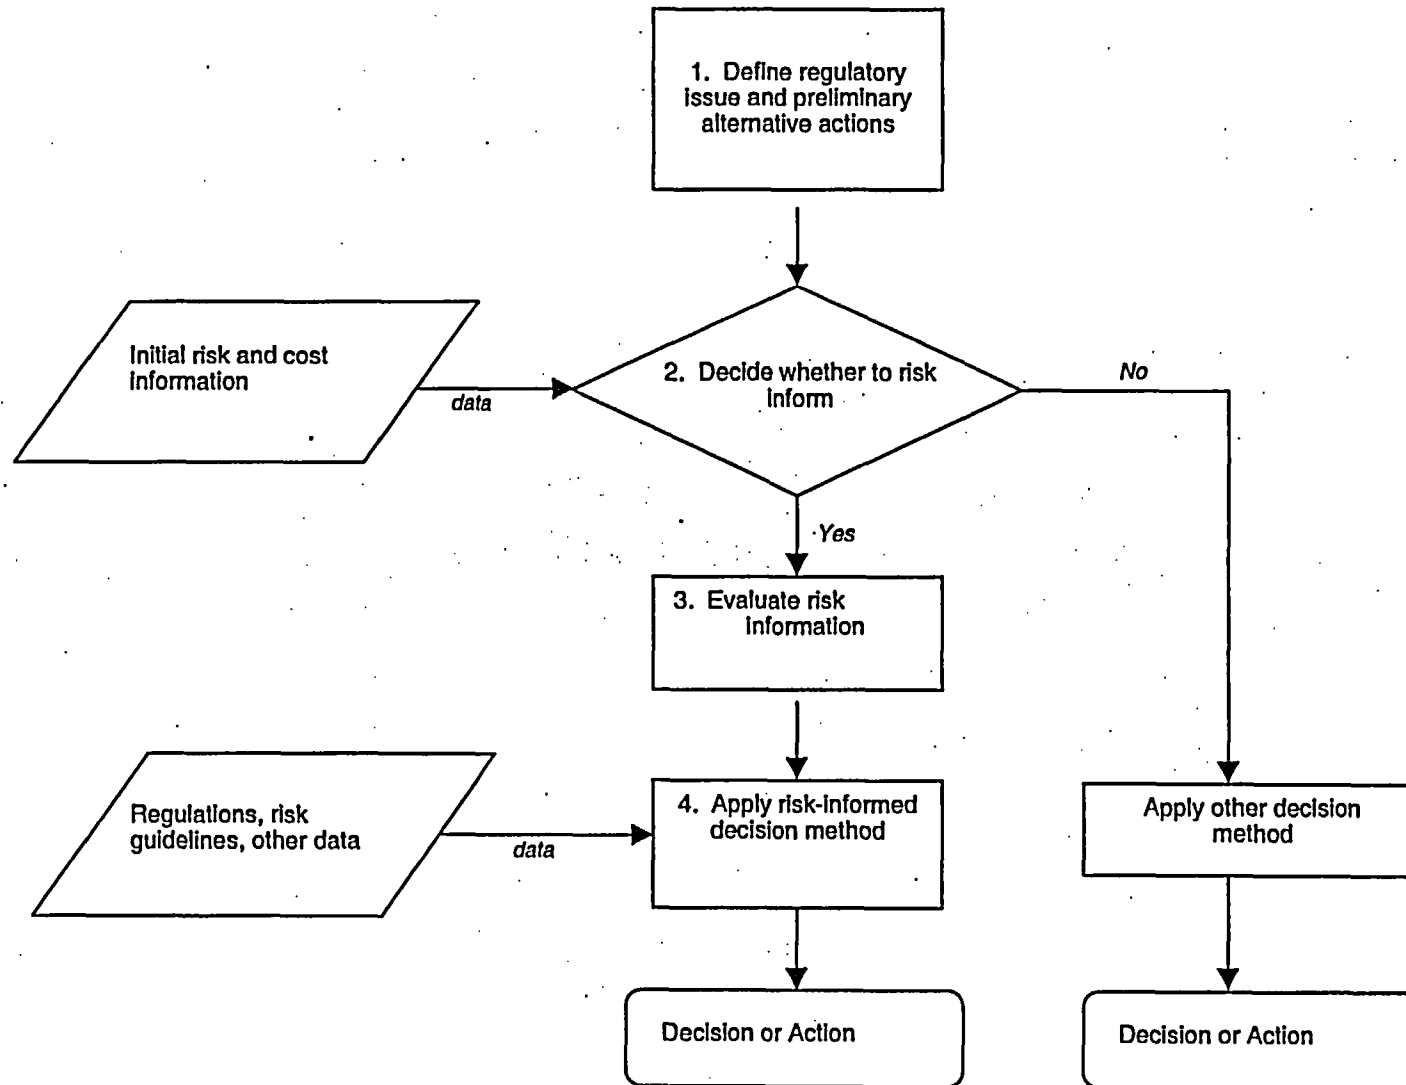 1. Define regulatory
issue and preliminary
alternative actions
Initial risk and cost
information
data
2. Decide whether to risk
inform
No
Yes
3. Evaluate risk
information
Regulations, risk
guidelines, other data
data
4. Apply risk-informed
decision method
Apply other decision
method
Decision or Action
Decision or Action